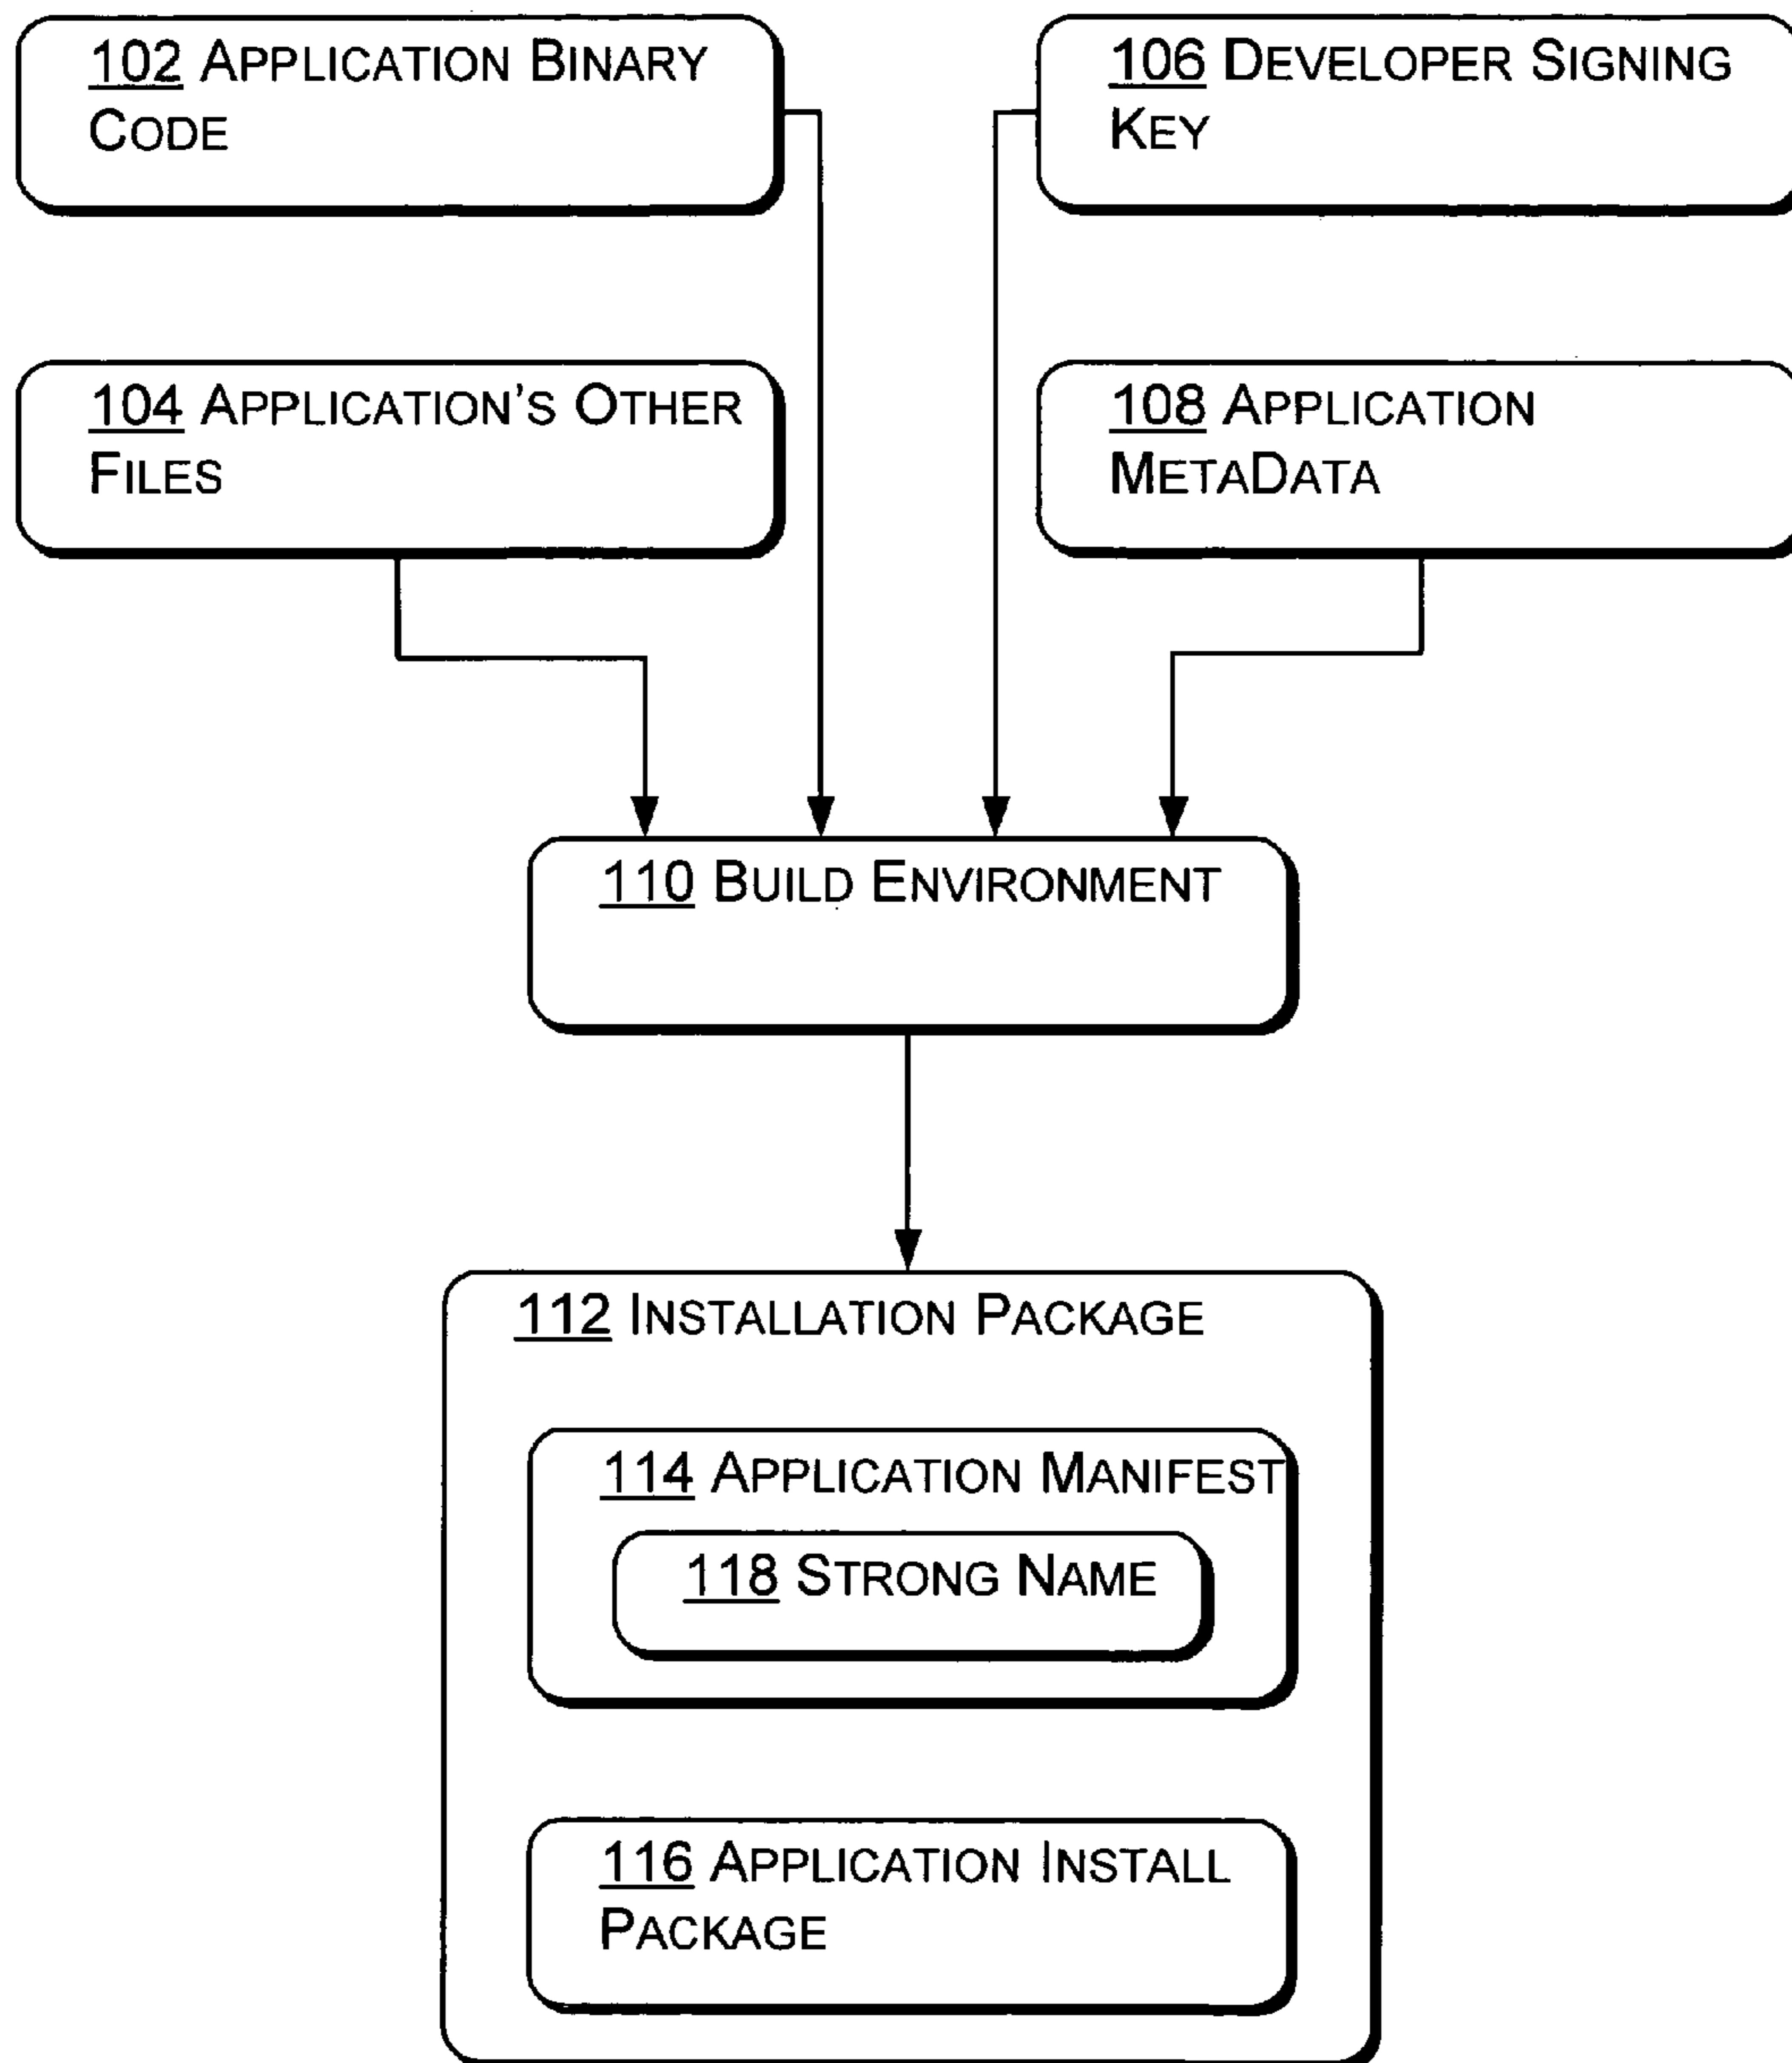 102 APPLICATION BINARY
CODE
106 DEVELOPER SIGNING
KEY
104 APPLICATION'S OTHER
FILES
108 APPLICATION
METADATA
110 BUILD ENVIRONMENT
112 INSTALLATION PACKAGE
114 APPLICATION MANIFEST
118 STRONG NAME
116 APPLICATION INSTALL
PACKAGE